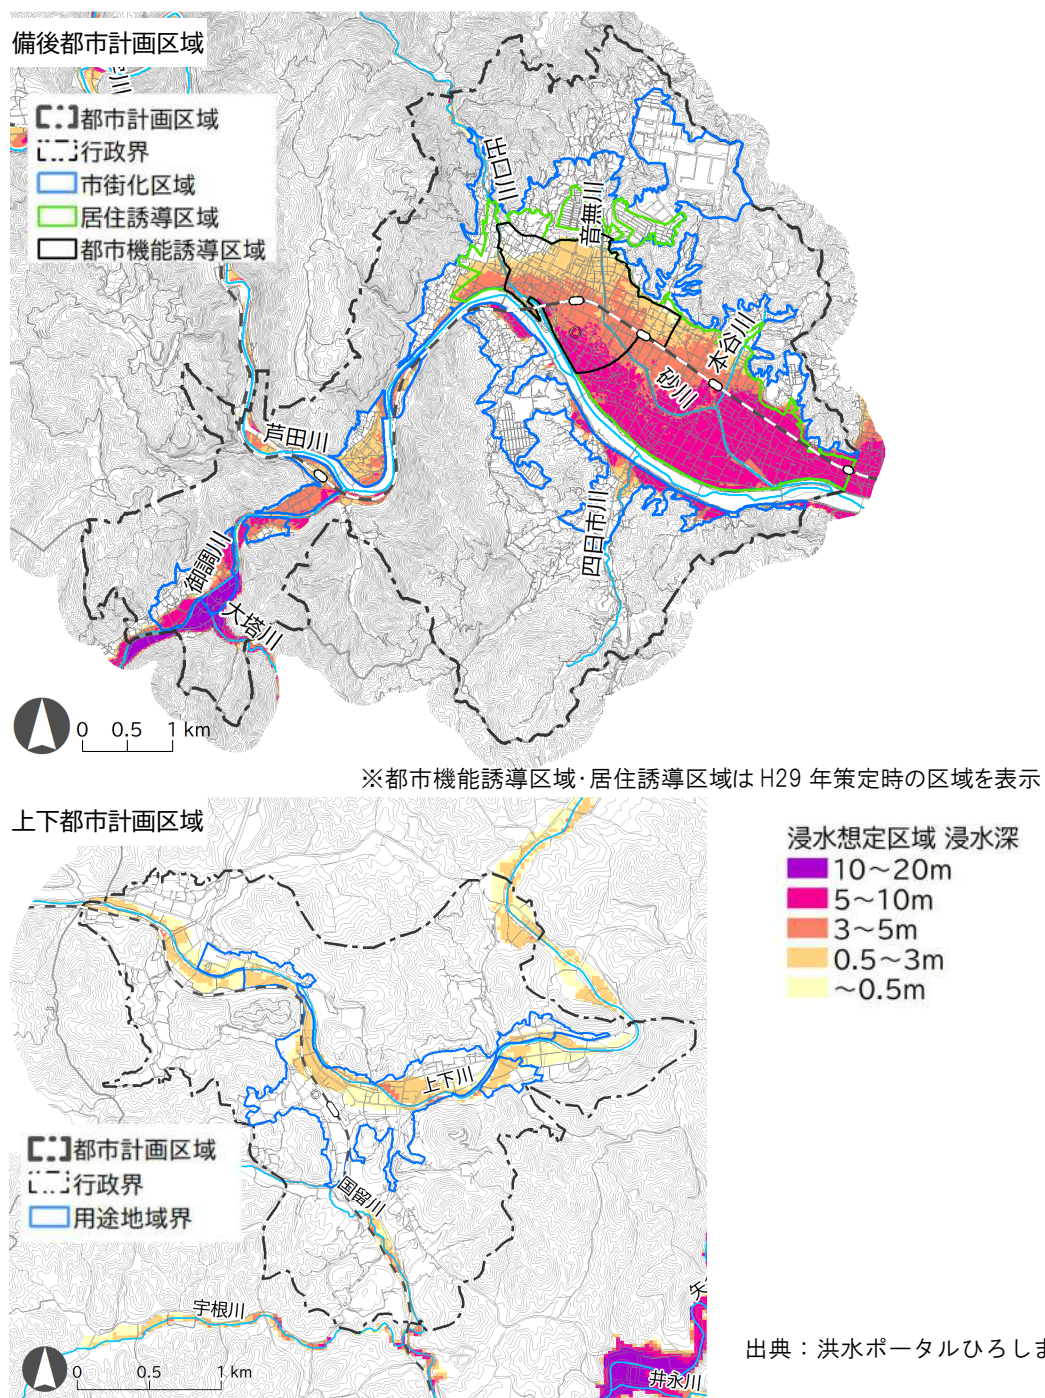 備後都市計画区域
川
都市計画区域
行政界
市街化区域
居住誘導区域
都市機能誘導区域
出口川
音無川
本谷川
砂川
芦田川
四日市川
御調川
大塔川
0 0.5 1 km
※都市機能誘導区域・居住誘導区域は H29 年策定時の区域を表示
上下都市計画区域
浸水想定区域 浸水深
10～20m
5～10m
3～5m
0.5～3m
～0.5m
上下川
都市計画区域
行政界
用途地域界
国留川
宇根川
矢
井永川
0 0.5 1 km
出典：洪水ポータルひろしま